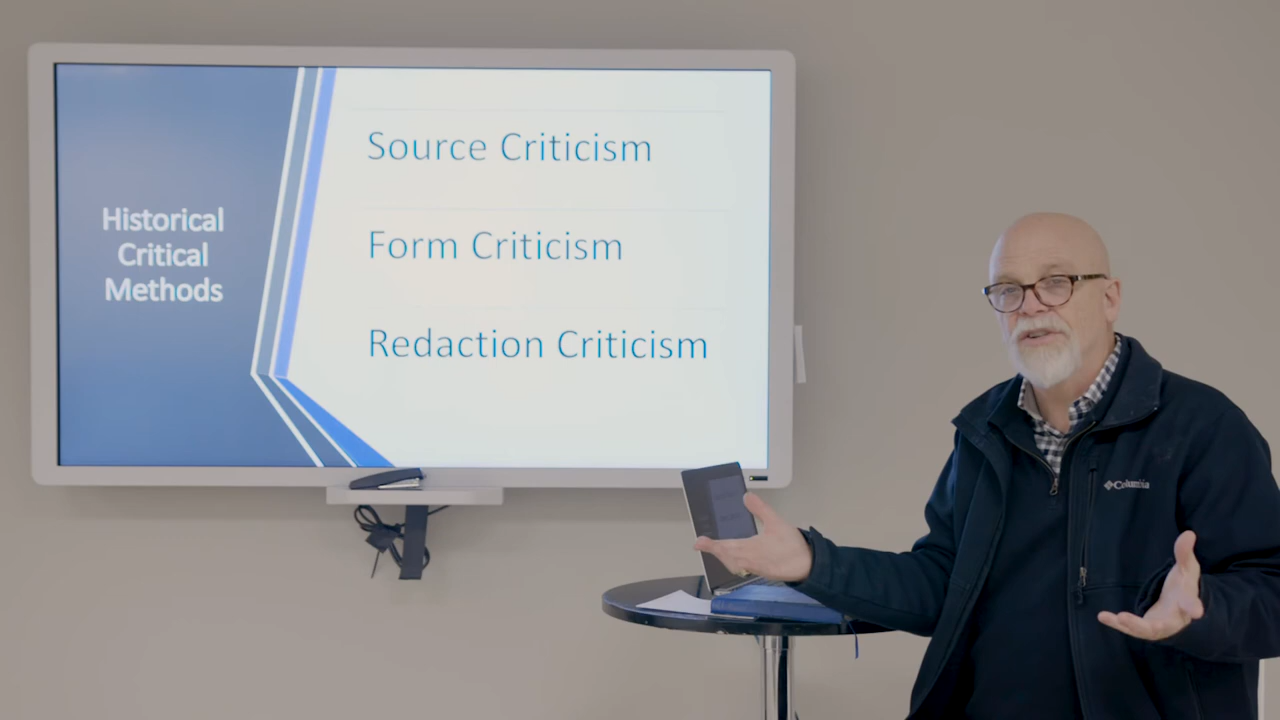 Historical
Critical
Methods
Source Criticism
Form Criticism
Redaction Criticism
Columbia